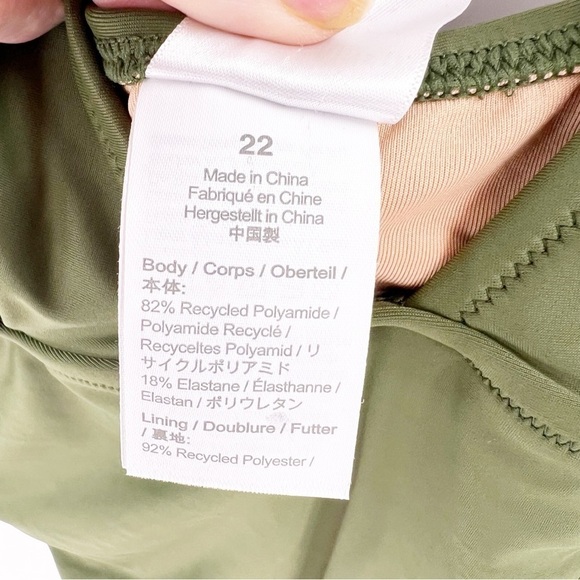 22
Made in China
Fabriqué en Chine
Hergestellt in China
中国製
Body / Corps / Oberteil /
本体:
82% Recycled Polyamide /
Polyamide Recyclé /
Recyceltes Polyamid / リ
サイクルポリアミド
18% Elastane / Élasthanne /
Elastan / ポリウレタン
Lining / Doublure / Futter
/ 裏地:
92% Recycled Polyester /